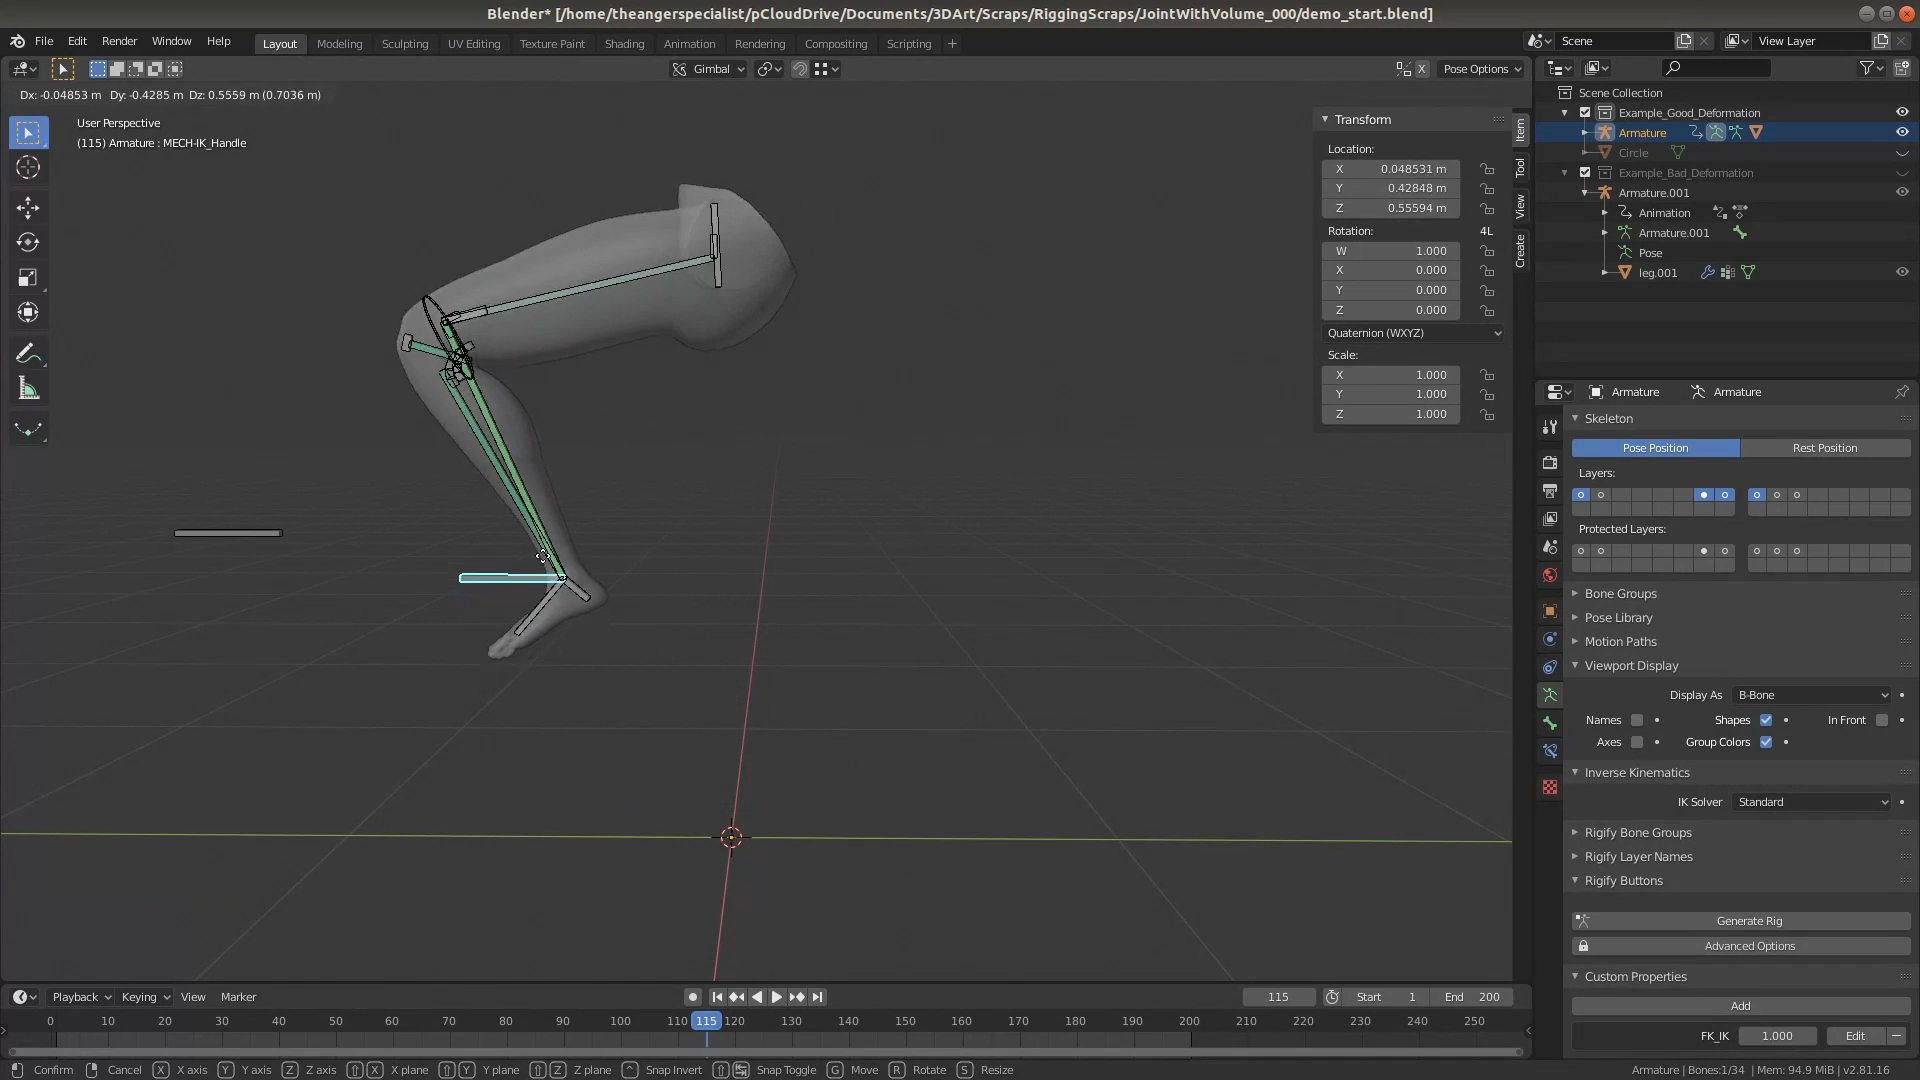 Blender* [/home/theangerspecialist/pCloudDrive/Documents/3DArt/Scraps/RiggingScraps/JointWithVolume_000/demo_start.blend]
File Edit Render Window Help Layout Modeling Sculpting UV Editing Texture Paint Shading Animation Rendering Compositing Scripting + Scene View Layer
Gimbal X Pose Options
Dx: -0.04853 m Dy: -0.4285 m Dz: 0.5559 m (0.7036 m)
User Perspective
(115) Armature : MECH-IK_Handle
Transform
Location:
X 0.048531 m
Y 0.42848 m
Z 0.55594 m
Rotation: 4L
W 1.000
X 0.000
Y 0.000
Z 0.000
Quaternion (WXYZ)
Scale:
X 1.000
Y 1.000
Z 1.000
Item
Tool
View
Create
Scene Collection
Example_Good_Deformation
Armature
Circle
Example_Bad_Deformation
Armature.001
Animation
Armature.001
Pose
leg.001
Armature Armature
Skeleton
Pose Position Rest Position
Layers:
Protected Layers:
Bone Groups
Pose Library
Motion Paths
Viewport Display
Display As B-Bone
Names Shapes In Front
Axes Group Colors
Inverse Kinematics
IK Solver Standard
Rigify Bone Groups
Rigify Layer Names
Rigify Buttons
Generate Rig
Advanced Options
Custom Properties
Add
FK_IK 1.000 Edit
Playback Keying View Marker 115 Start 1 End 200
0 10 20 30 40 50 60 70 80 90 100 110 115 120 130 140 150 160 170 180 190 200 210 220 230 240 250
Confirm Cancel X X axis Y Y axis Z Z axis X X plane Y Y plane Z Z plane Snap Invert Snap Toggle G Move R Rotate S Resize Armature | Bones:1/34 | Mem: 94.9 MiB | v2.81.16